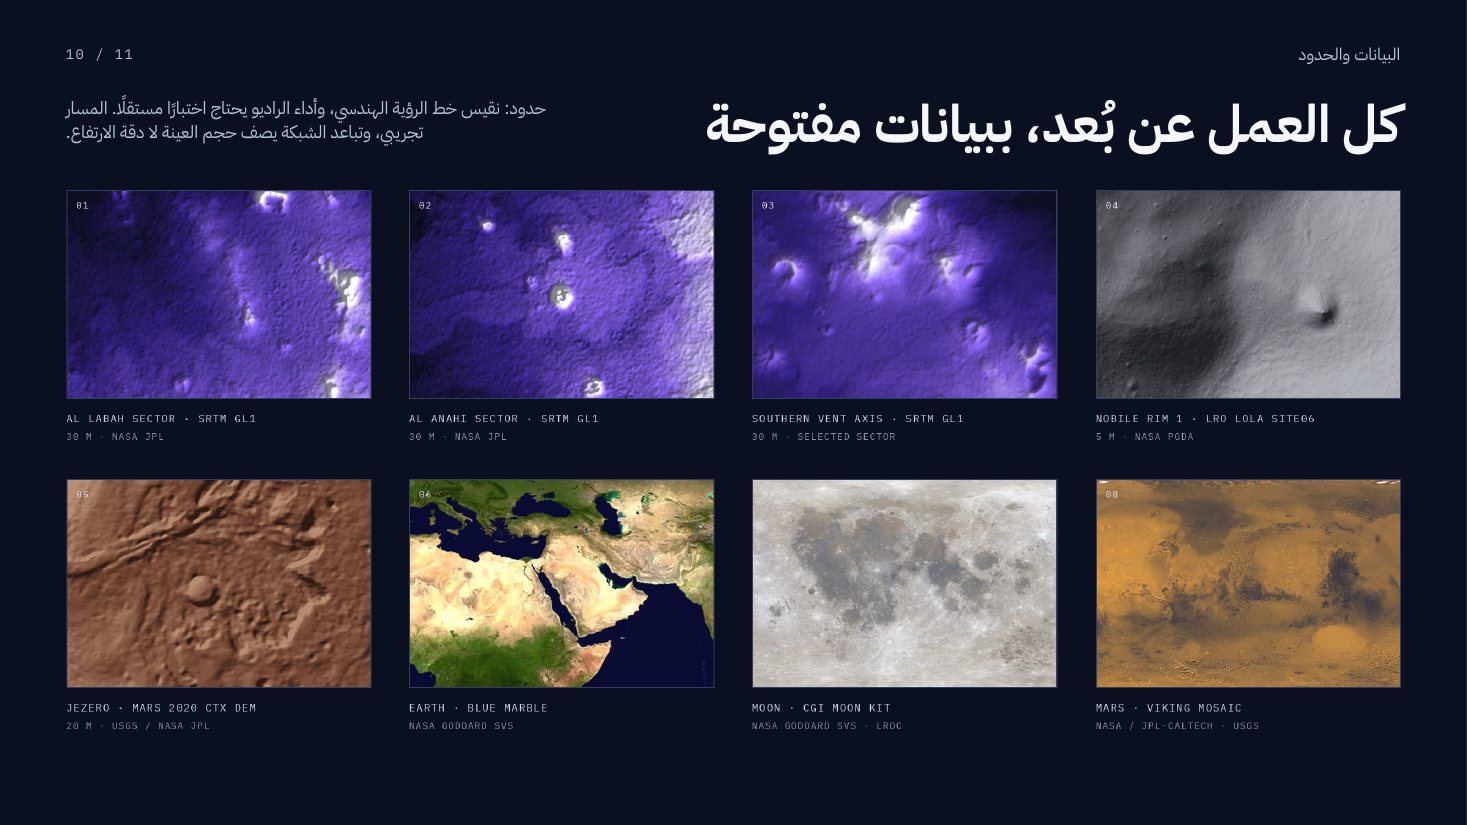 البيانات والحدود
10 / 11
كل العمل عن بُعد، ببيانات مفتوحة
حدود: نقيس خط الرؤية الهندسي، وأداء الراديو يحتاج اختبارًا مستقلًا. المسار
تجريبي، وتباعد الشبكة يصف حجم العينة لا دقة الارتفاع.
01
AL LABAH SECTOR · SRTM GL1
30 M · NASA JPL
02
AL ANAHI SECTOR · SRTM GL1
30 M · NASA JPL
03
SOUTHERN VENT AXIS · SRTM GL1
30 M · SELECTED SECTOR
04
NOBILE RIM 1 · LRO LOLA SITE06
5 M · NASA PGDA
05
JEZERO · MARS 2020 CTX DEM
20 M · USGS / NASA JPL
06
EARTH · BLUE MARBLE
NASA GODDARD SVS
07
MOON · CGI MOON KIT
NASA GODDARD SVS · LROC
08
MARS · VIKING MOSAIC
NASA / JPL-CALTECH · USGS